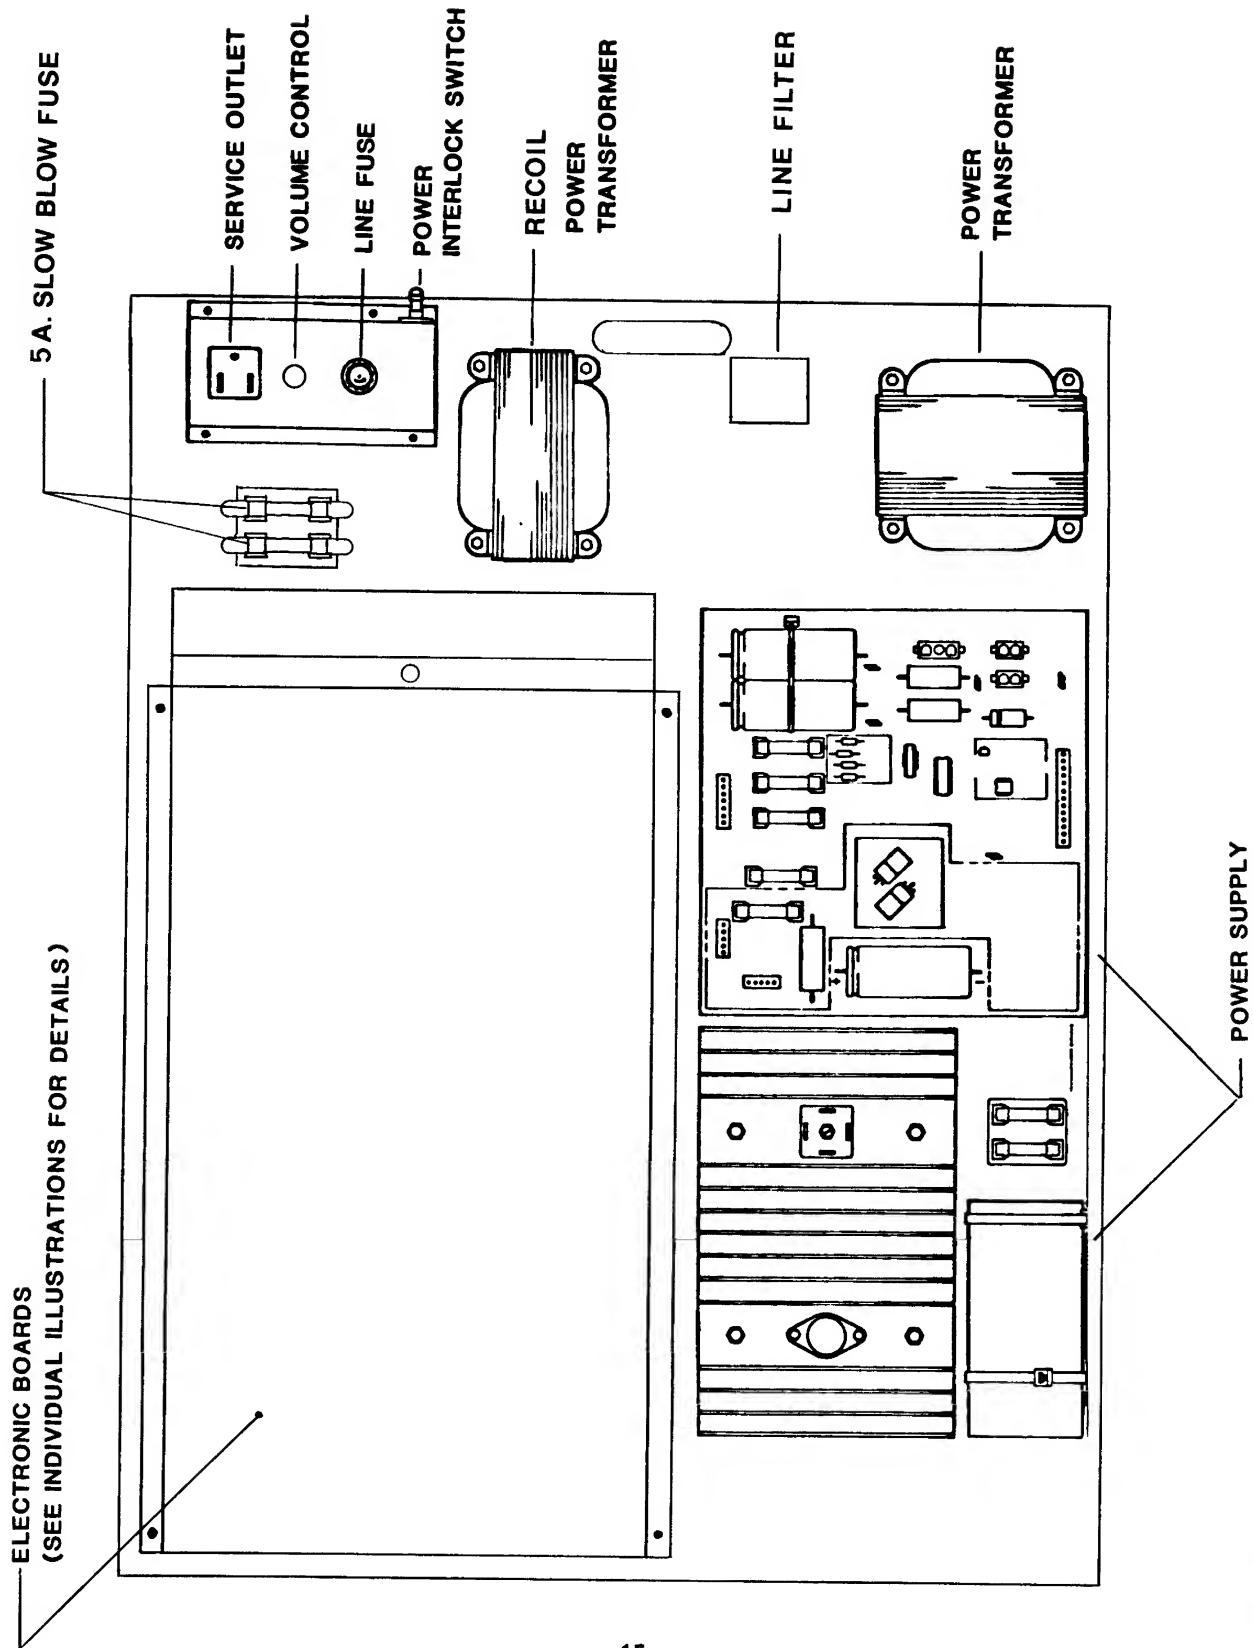 ELECTRONIC BOARDS
(SEE INDIVIDUAL ILLUSTRATIONS FOR DETAILS)
5 A. SLOW BLOW FUSE
SERVICE OUTLET
VOLUME CONTROL
LINE FUSE
POWER
INTERLOCK SWITCH
RECOIL
POWER
TRANSFORMER
LINE FILTER
POWER
TRANSFORMER
POWER SUPPLY